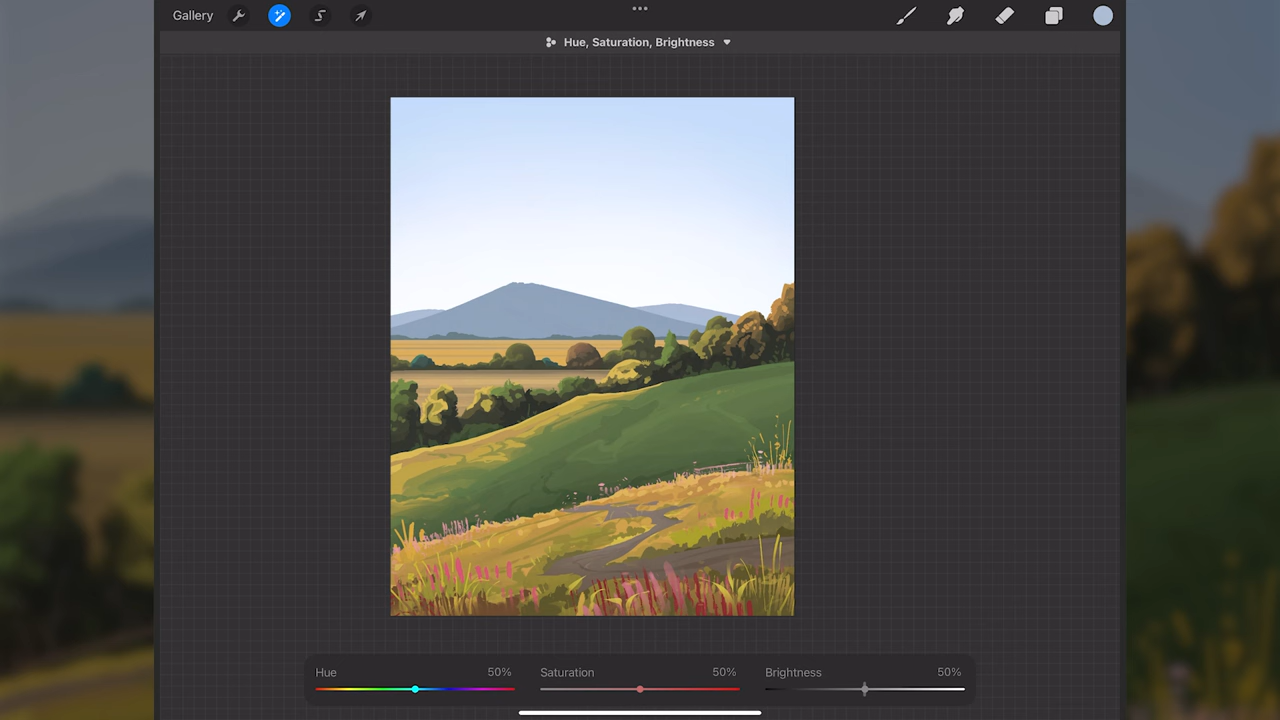 Gallery
Hue, Saturation, Brightness
Hue 50% Saturation 50% Brightness 50%